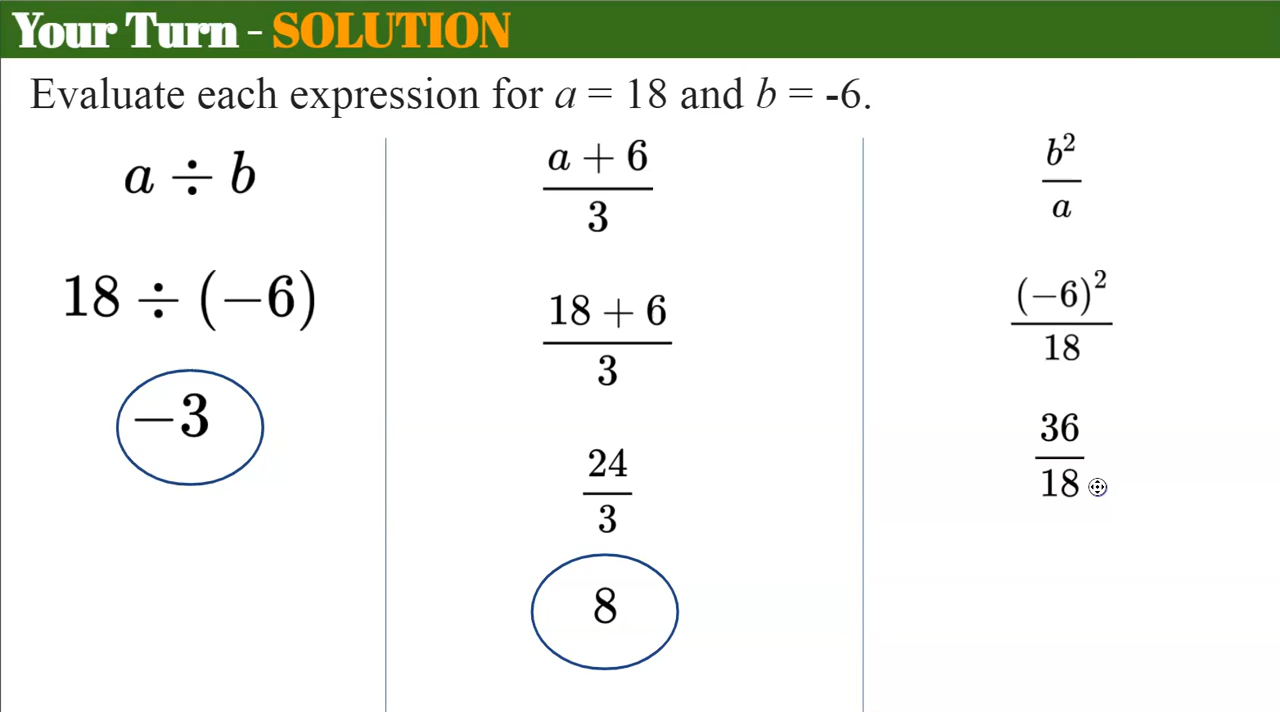 Your Turn - SOLUTION
Evaluate each expression for a = 18 and b = -6.
a ÷ b
18 ÷ (−6)
−3
a + 6
3
18 + 6
3
24
3
8
b²
a
(−6)²
18
36
18